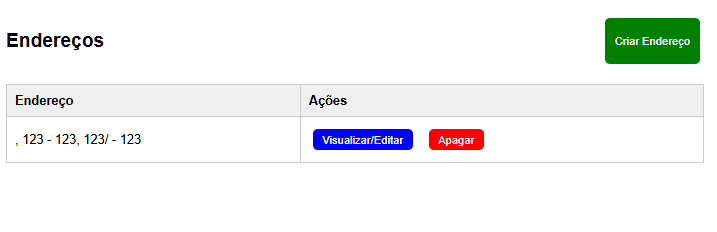 Endereços
Criar Endereço
Endereço Ações
, 123 - 123, 123/ - 123 Visualizar/Editar Apagar